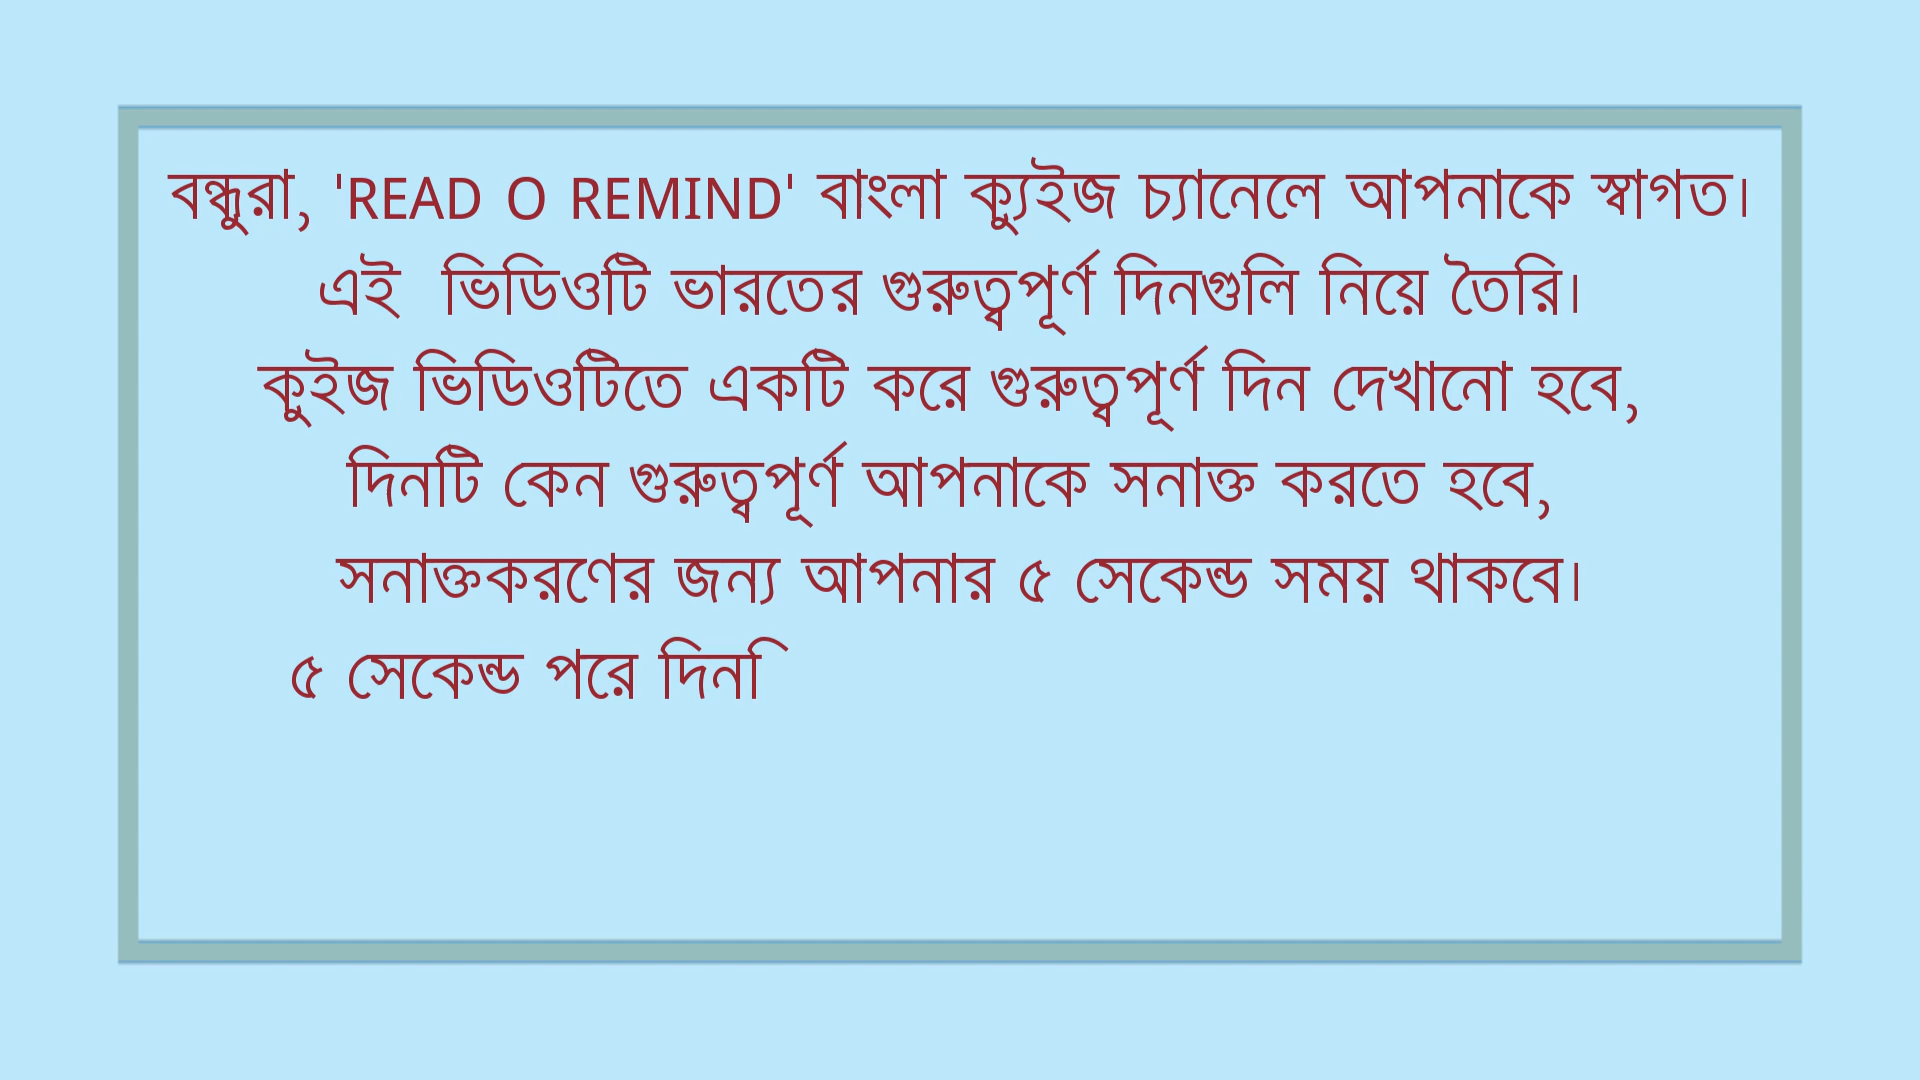 বন্ধুরা, 'READ O REMIND' বাংলা ক্যুইজ চ্যানেলে আপনাকে স্বাগত।
এই ভিডিওটি ভারতের গুরুত্বপূর্ণ দিনগুলি নিয়ে তৈরি।
কুইজ ভিডিওটিতে একটি করে গুরুত্বপূর্ণ দিন দেখানো হবে,
দিনটি কেন গুরুত্বপূর্ণ আপনাকে সনাক্ত করতে হবে,
সনাক্তকরণের জন্য আপনার ৫ সেকেন্ড সময় থাকবে।
৫ সেকেন্ড পরে দিনি